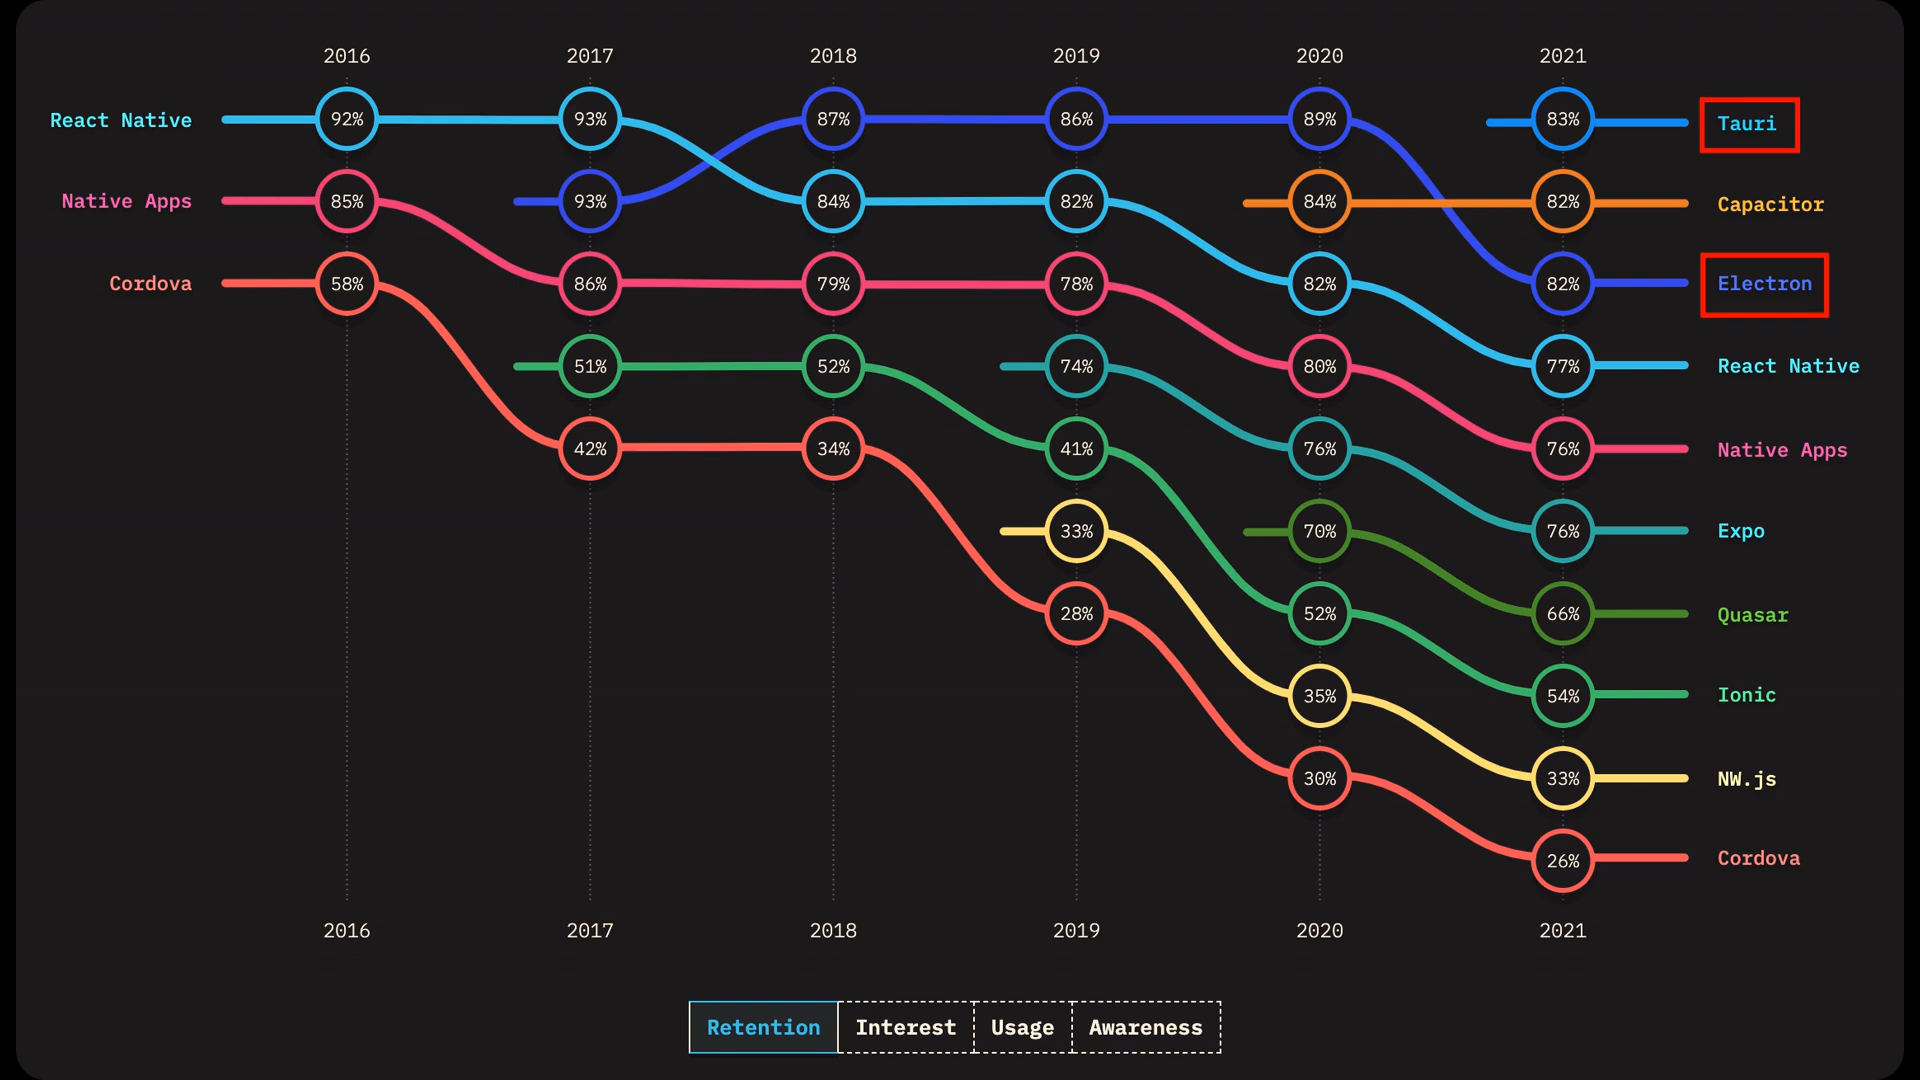 2016 2017 2018 2019 2020 2021
React Native 92% 93% 87% 86% 89% 83% Tauri
Native Apps 85% 93% 84% 82% 84% 82% Capacitor
Cordova 58% 86% 79% 78% 82% 82% Electron
51% 52% 74% 80% 77% React Native
42% 34% 41% 76% 76% Native Apps
33% 70% 76% Expo
28% 52% 66% Quasar
35% 54% Ionic
30% 33% NW.js
26% Cordova
2016 2017 2018 2019 2020 2021
Retention Interest Usage Awareness